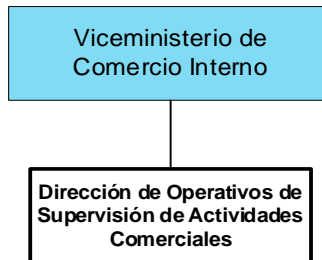 Viceministerio de
Comercio Interno
Dirección de Operativos de
Supervisión de Actividades
Comerciales